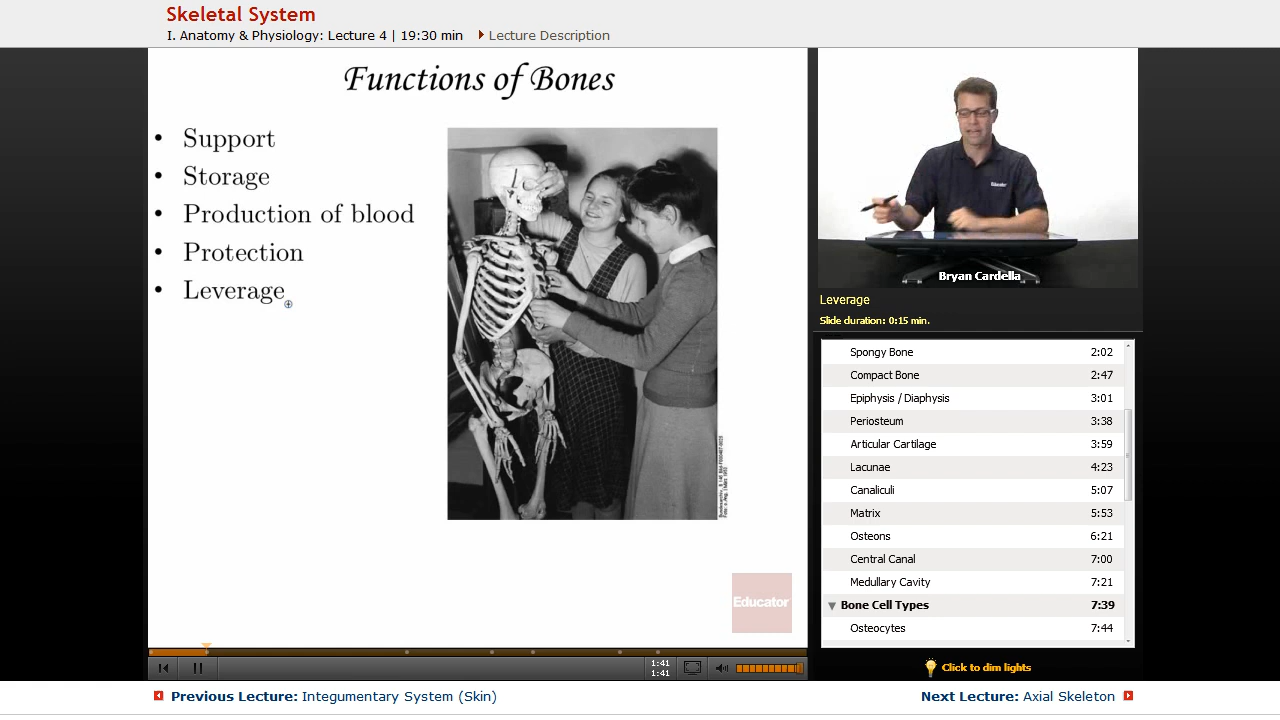 Skeletal System
I. Anatomy & Physiology: Lecture 4 | 19:30 min Lecture Description
Functions of Bones
• Support
• Storage
• Production of blood
• Protection
• Leverage
Educator
Educator
Bryan Cardella
Leverage
Slide duration: 0:15 min.
Spongy Bone 2:02
Compact Bone 2:47
Epiphysis / Diaphysis 3:01
Periosteum 3:38
Articular Cartilage 3:59
Lacunae 4:23
Canaliculi 5:07
Matrix 5:53
Osteons 6:21
Central Canal 7:00
Medullary Cavity 7:21
Bone Cell Types 7:39
Osteocytes 7:44
1:41
1:41
Click to dim lights
Previous Lecture: Integumentary System (Skin)
Next Lecture: Axial Skeleton